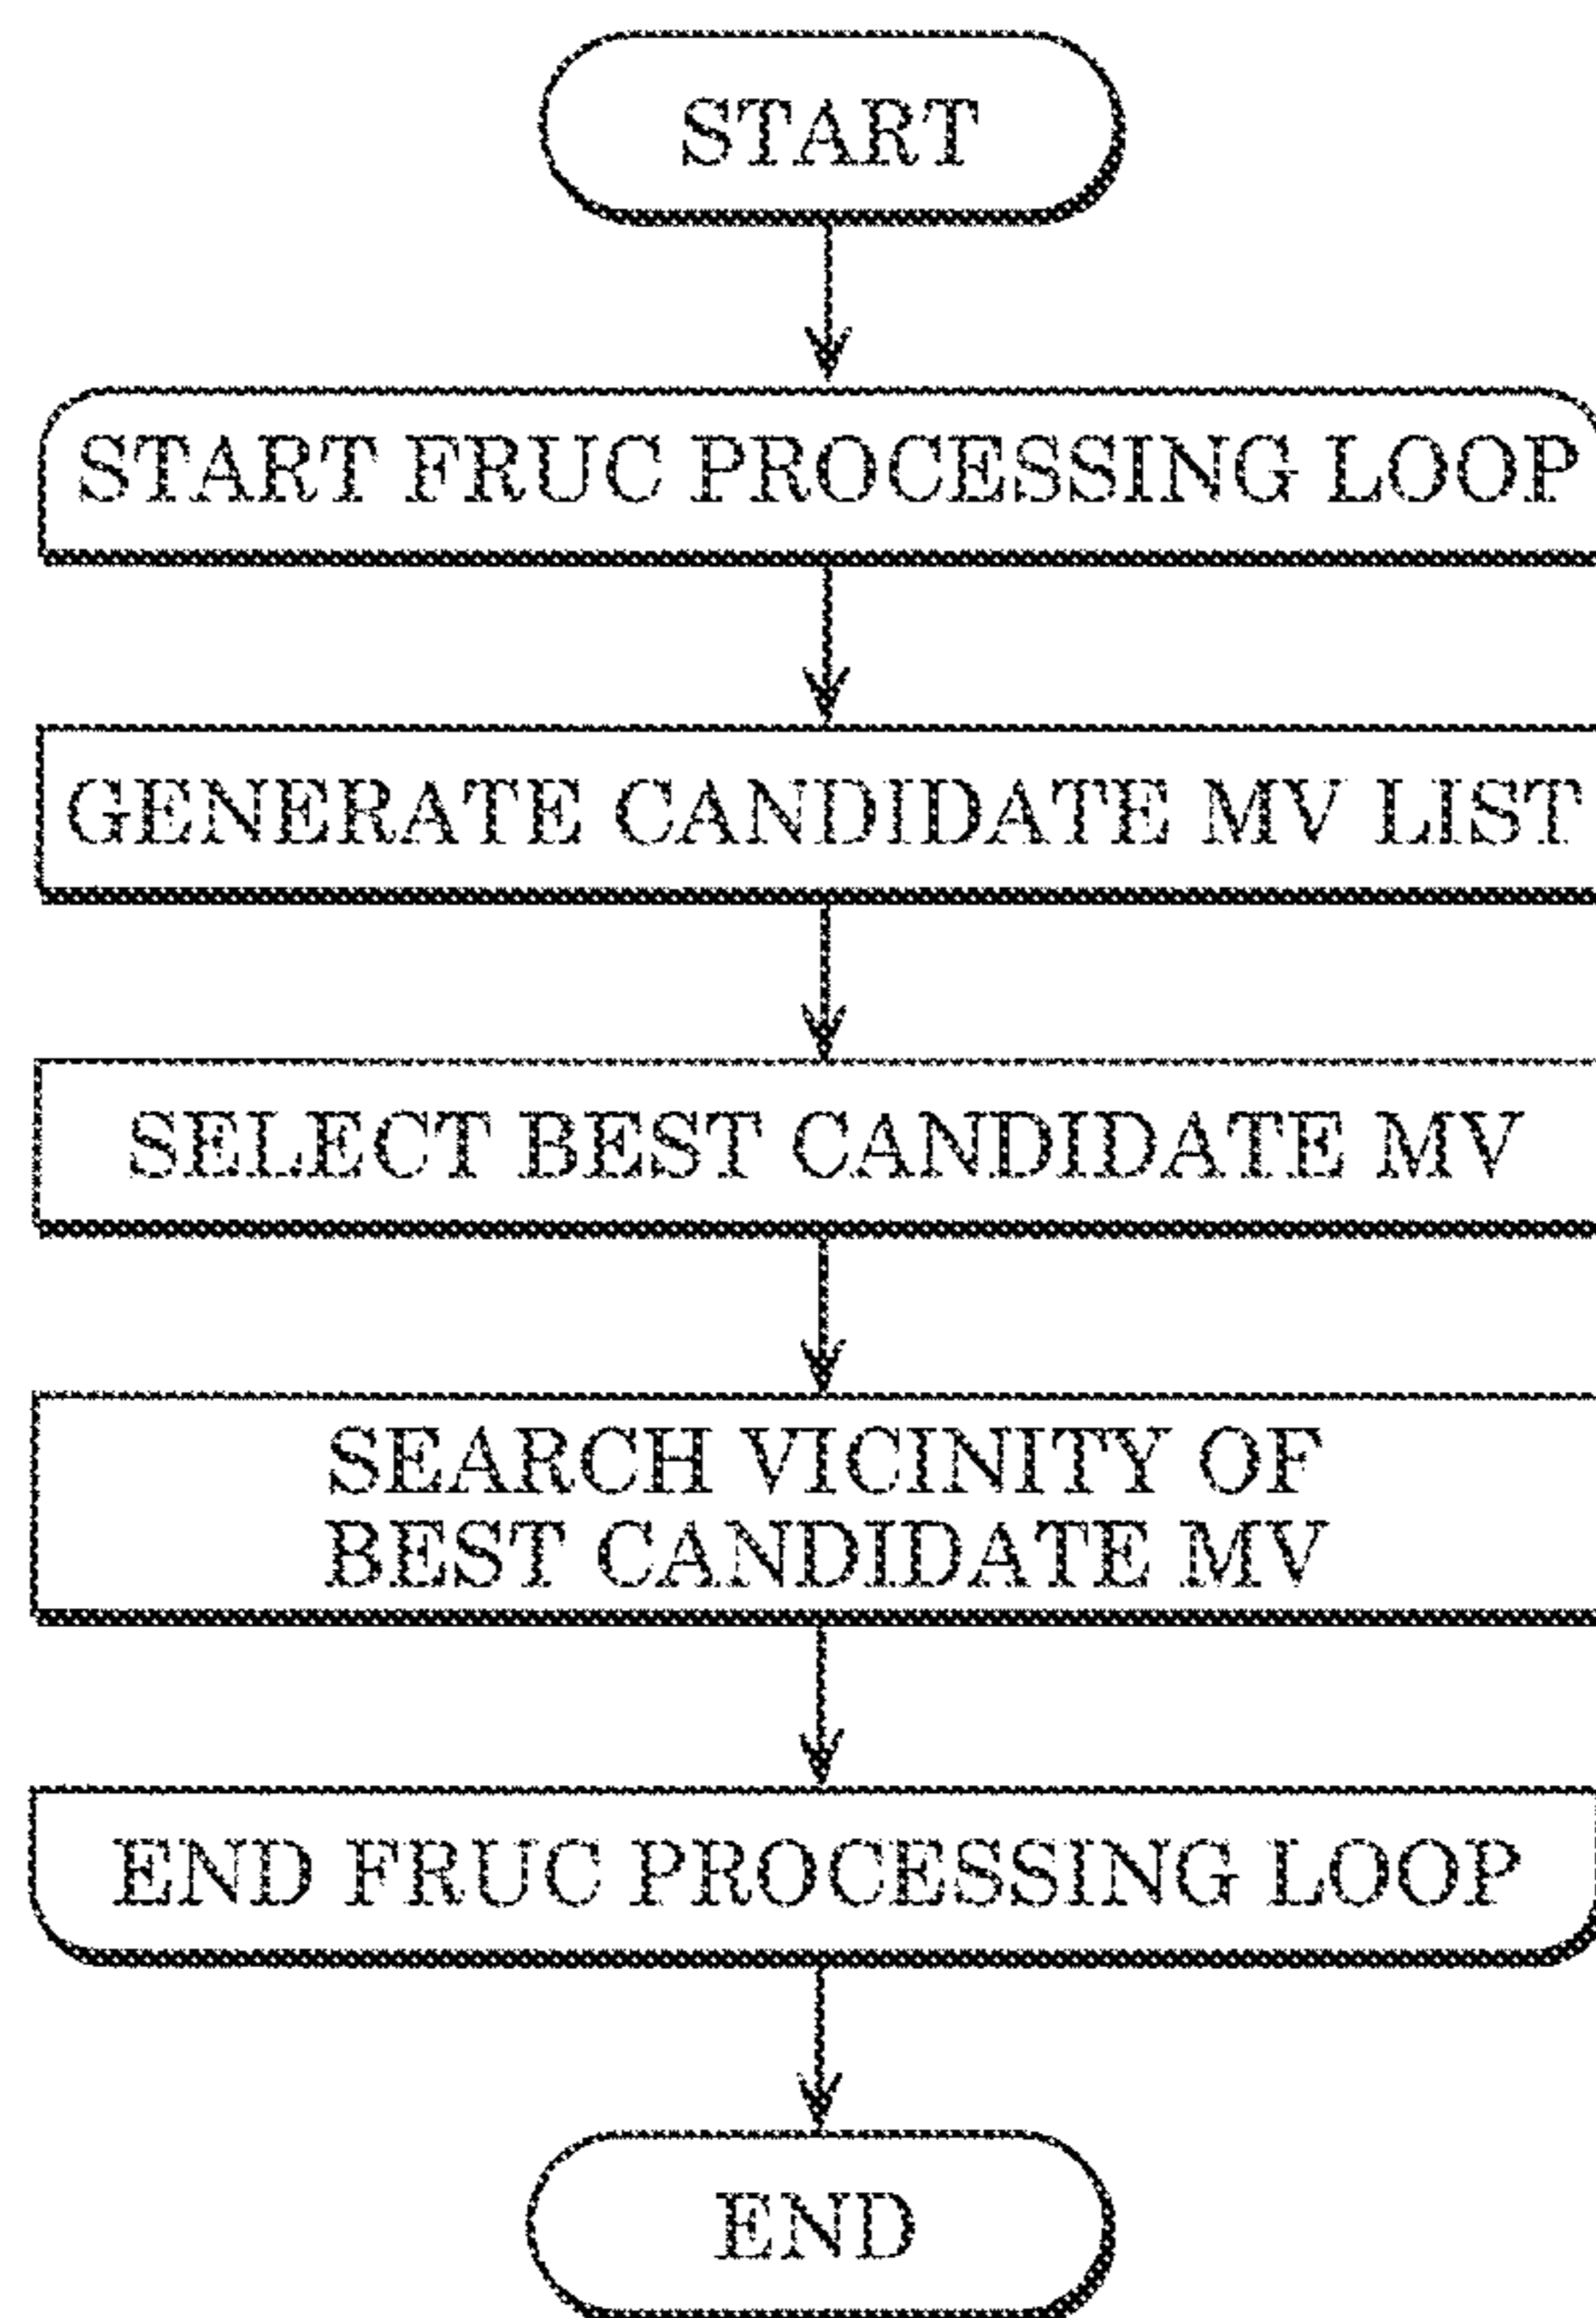 START
START FRUC PROCESSING LOOP
GENERATE CANDIDATE MV LIST
SELECT BEST CANDIDATE MV
SEARCH VICINITY OF
BEST CANDIDATE MV
END FRUC PROCESSING LOOP
END